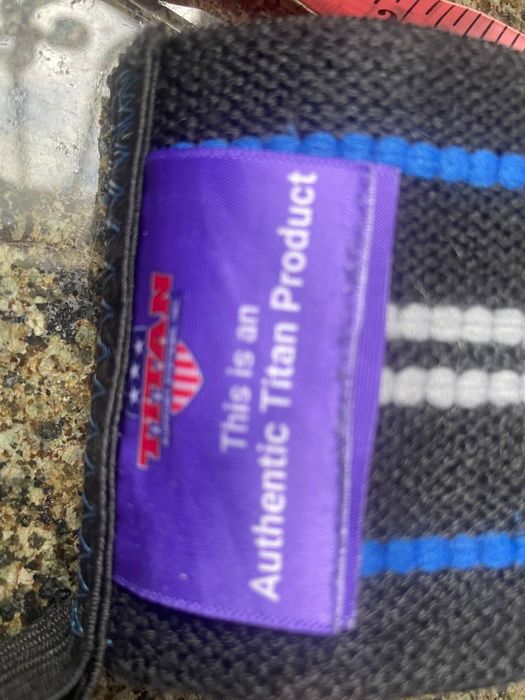 TITAN
This is an
Authentic Titan Product